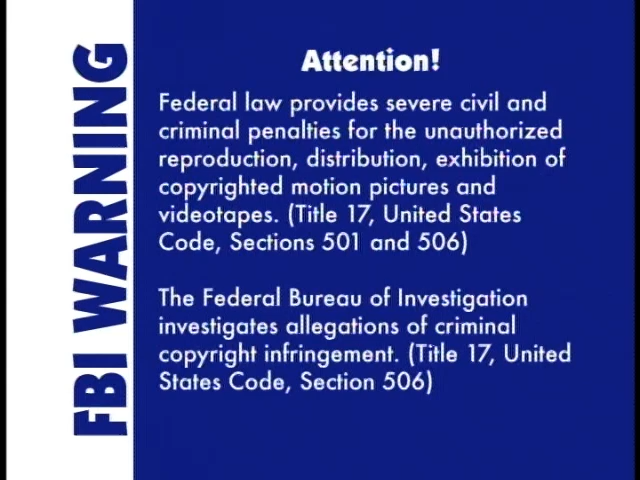 FBI WARNING
Attention!
Federal law provides severe civil and
criminal penalties for the unauthorized
reproduction, distribution, exhibition of
copyrighted motion pictures and
videotapes. (Title 17, United States
Code, Sections 501 and 506)
The Federal Bureau of Investigation
investigates allegations of criminal
copyright infringement. (Title 17, United
States Code, Section 506)